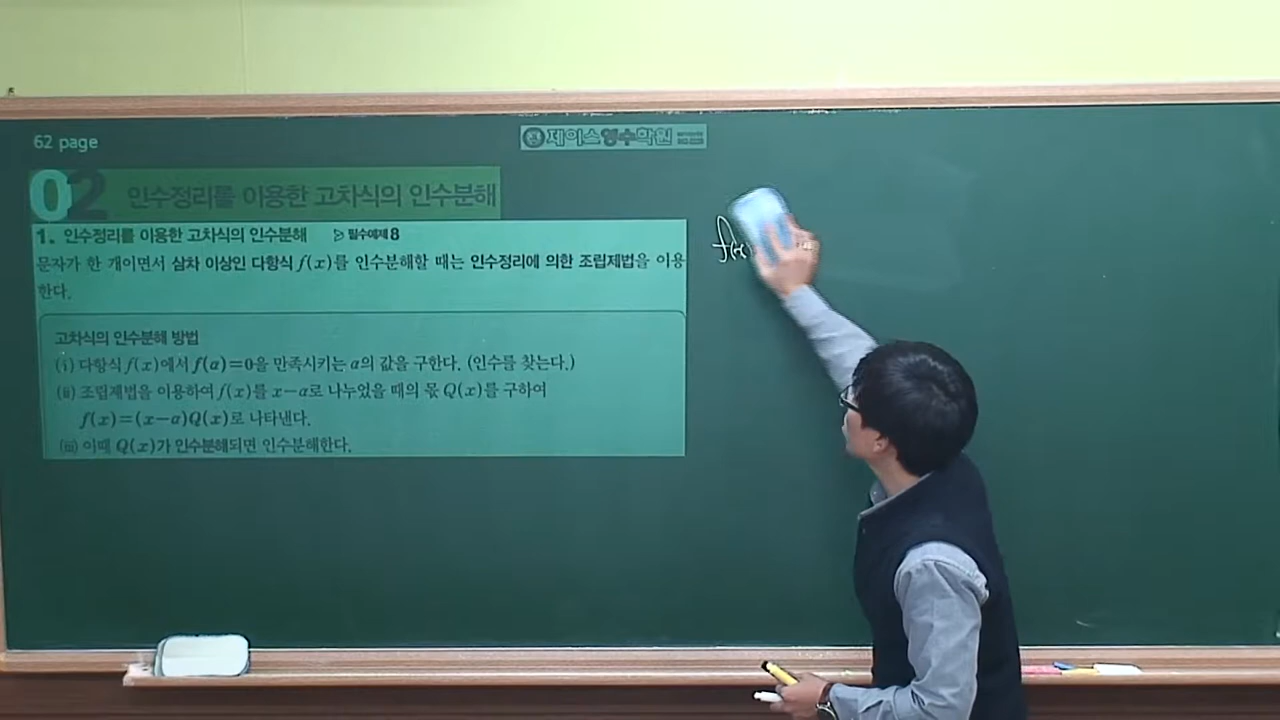 62 page
제이스영수학원
02 인수정리를 이용한 고차식의 인수분해
1. 인수정리를 이용한 고차식의 인수분해 ▷ 필수예제 8
문자가 한 개이면서 삼차 이상인 다항식 f(x)를 인수분해할 때는 인수정리에 의한 조립제법을 이용
한다.
고차식의 인수분해 방법
(ⅰ) 다항식 f(x)에서 f(α)=0을 만족시키는 α의 값을 구한다. (인수를 찾는다.)
(ⅱ) 조립제법을 이용하여 f(x)를 x-α로 나누었을 때의 몫 Q(x)를 구하여
f(x)=(x-α)Q(x)로 나타낸다.
(ⅲ) 이때 Q(x)가 인수분해되면 인수분해한다.
f(x)